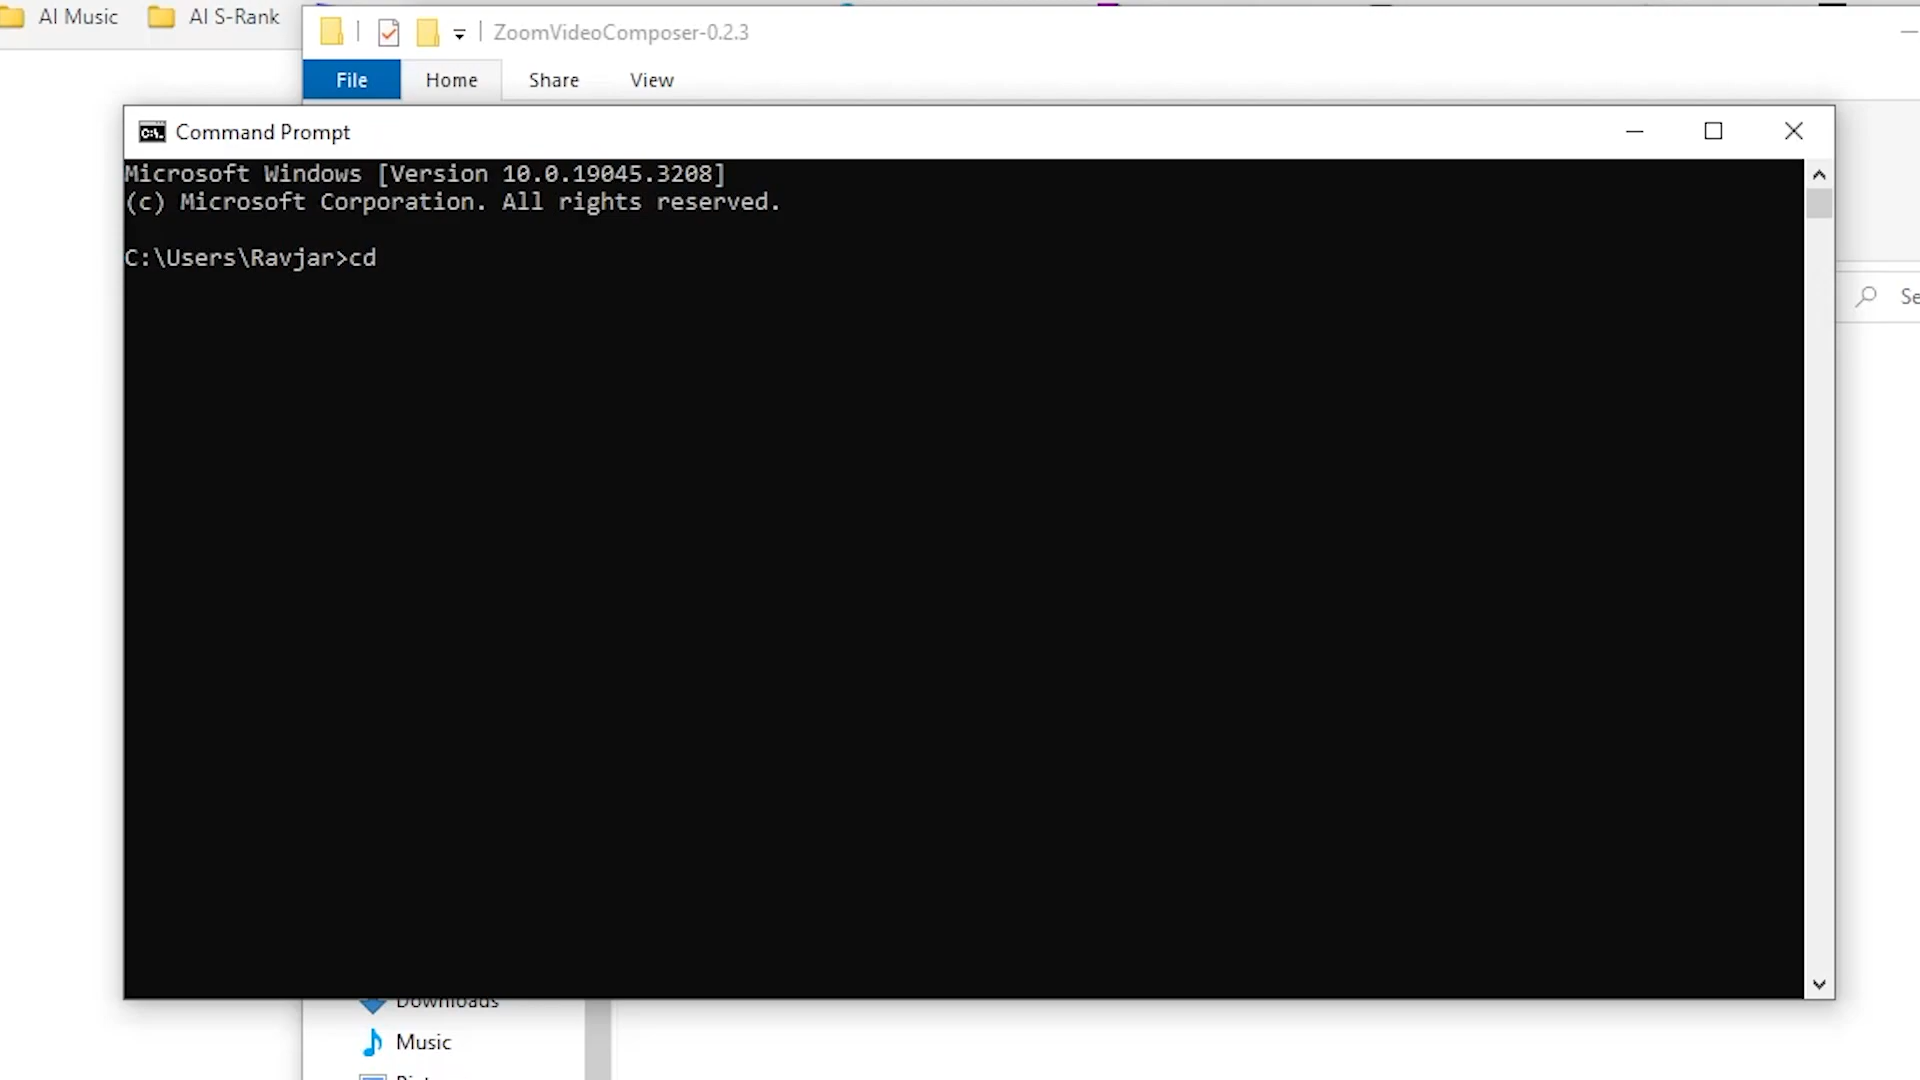 AI Music
AI S-Rank
ZoomVideoComposer-0.2.3
File
Home
Share
View
Command Prompt
Microsoft Windows [Version 10.0.19045.3208]
(c) Microsoft Corporation. All rights reserved.
C:\Users\Ravjar>cd
Se
Downloads
Music